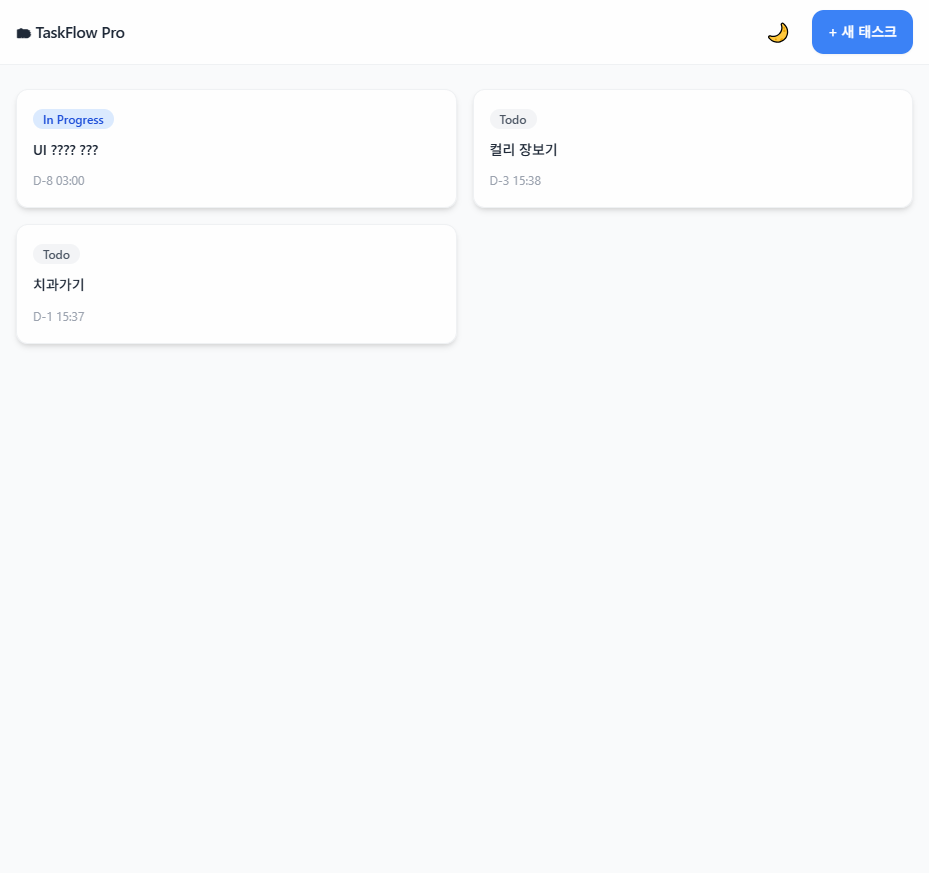 TaskFlow Pro
+ 새 태스크
In Progress
UI ???? ???
D-8 03:00
Todo
컬리 장보기
D-3 15:38
Todo
치과가기
D-1 15:37